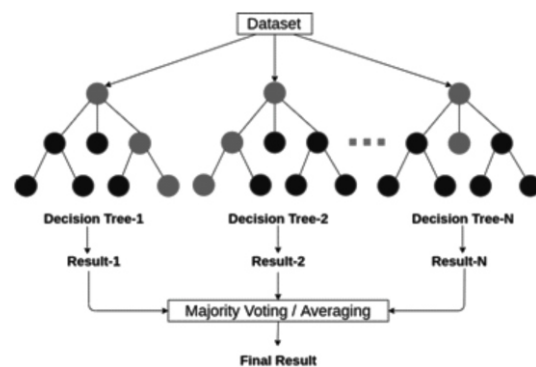 Dataset
Decision Tree-1 Decision Tree-2 Decision Tree-N
Result-1 Result-2 Result-N
Majority Voting / Averaging
Final Result